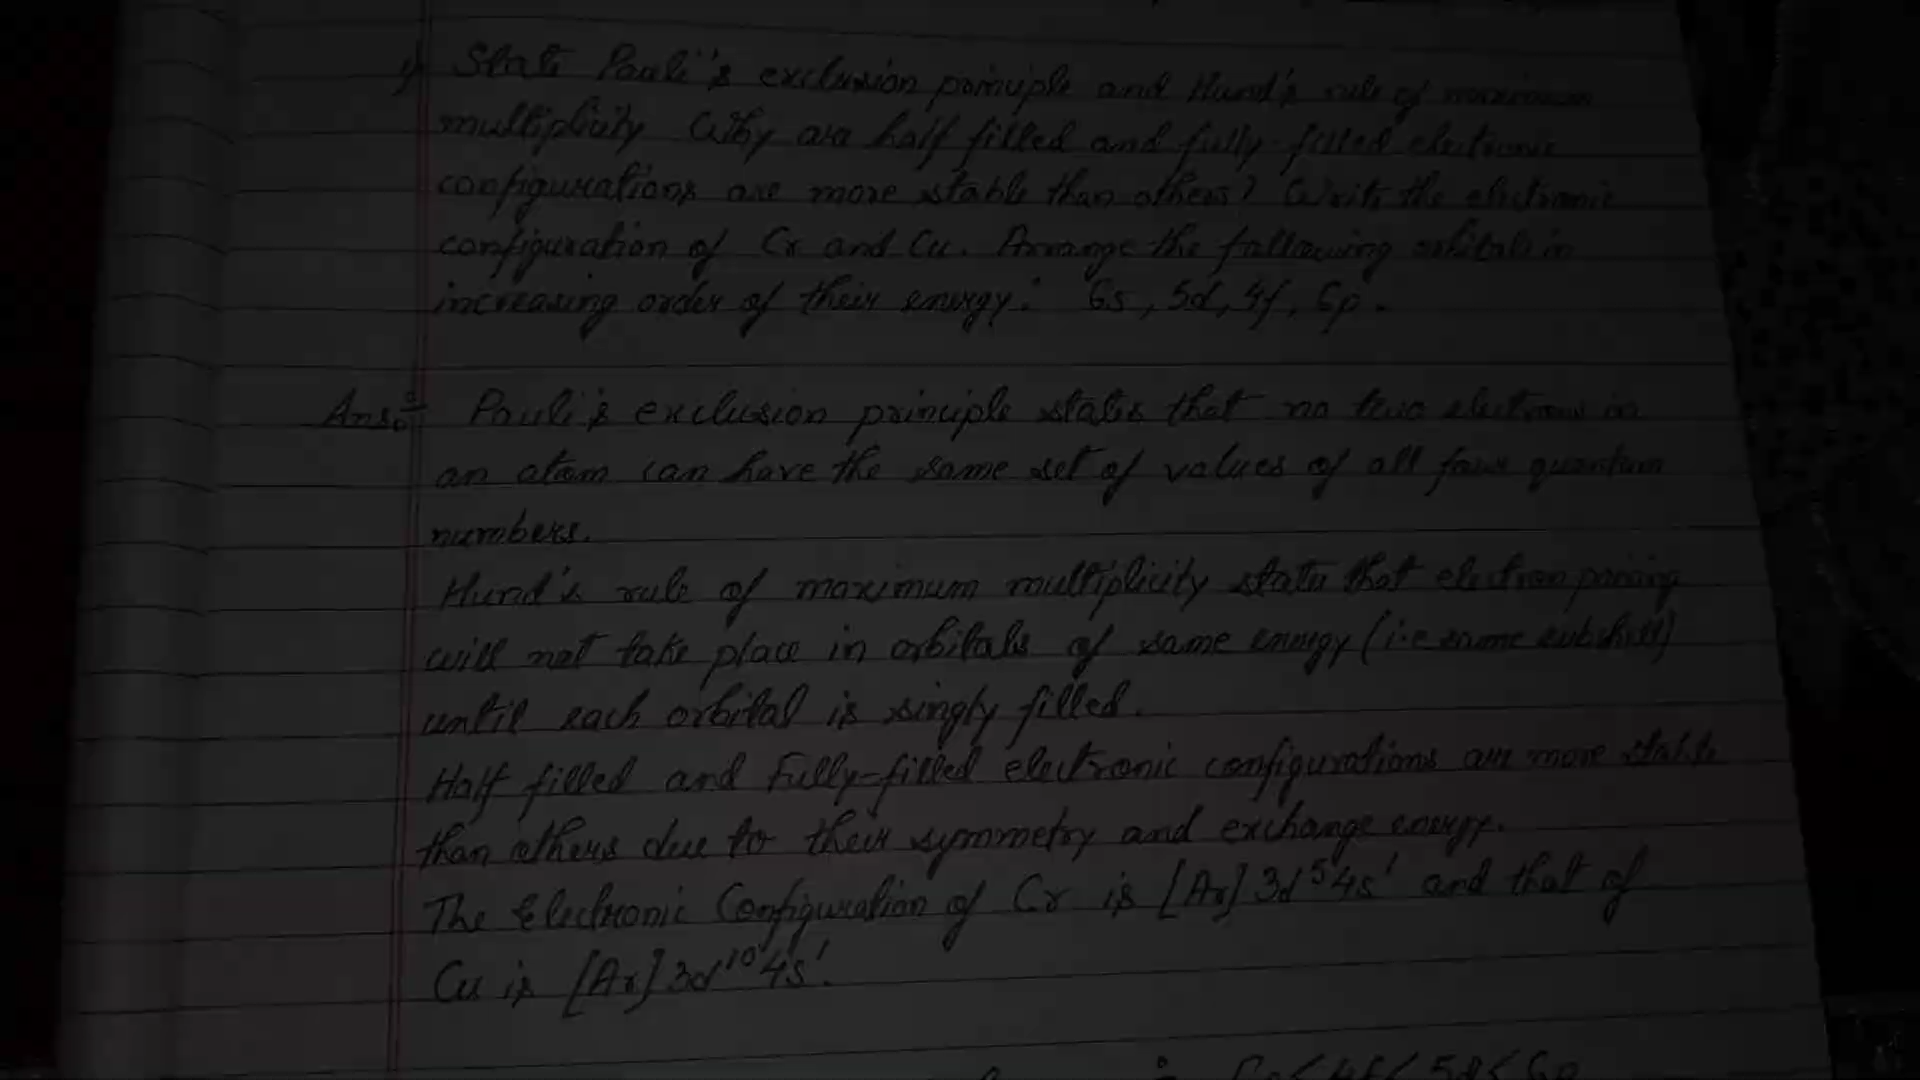 1) State Pauli's exclusion principle and Hund's rule of maximum
multiplicity Why are half filled and fully-filled electronic
configurations are more stable than others? Write the electronic
configuration of Cr and Cu. Arrange the following orbitals in
increasing order of their energy: 6s, 5d, 4f, 6p.
Ans:- Pauli's exclusion principle states that no two electrons in
an atom can have the same set of values of all four quantum
numbers.
Hund's rule of maximum multiplicity states that electron pairing
will not take place in orbitals of same energy (i.e same subshell)
until each orbital is singly filled.
Half filled and Fully-filled electronic configurations are more stable
than others due to their symmetry and exchange energy.
The Electronic Configuration of Cr is [Ar] 3d⁵4s¹ and that of
Cu is [Ar] 3d¹⁰4s¹.
6s<4f<5d<6p